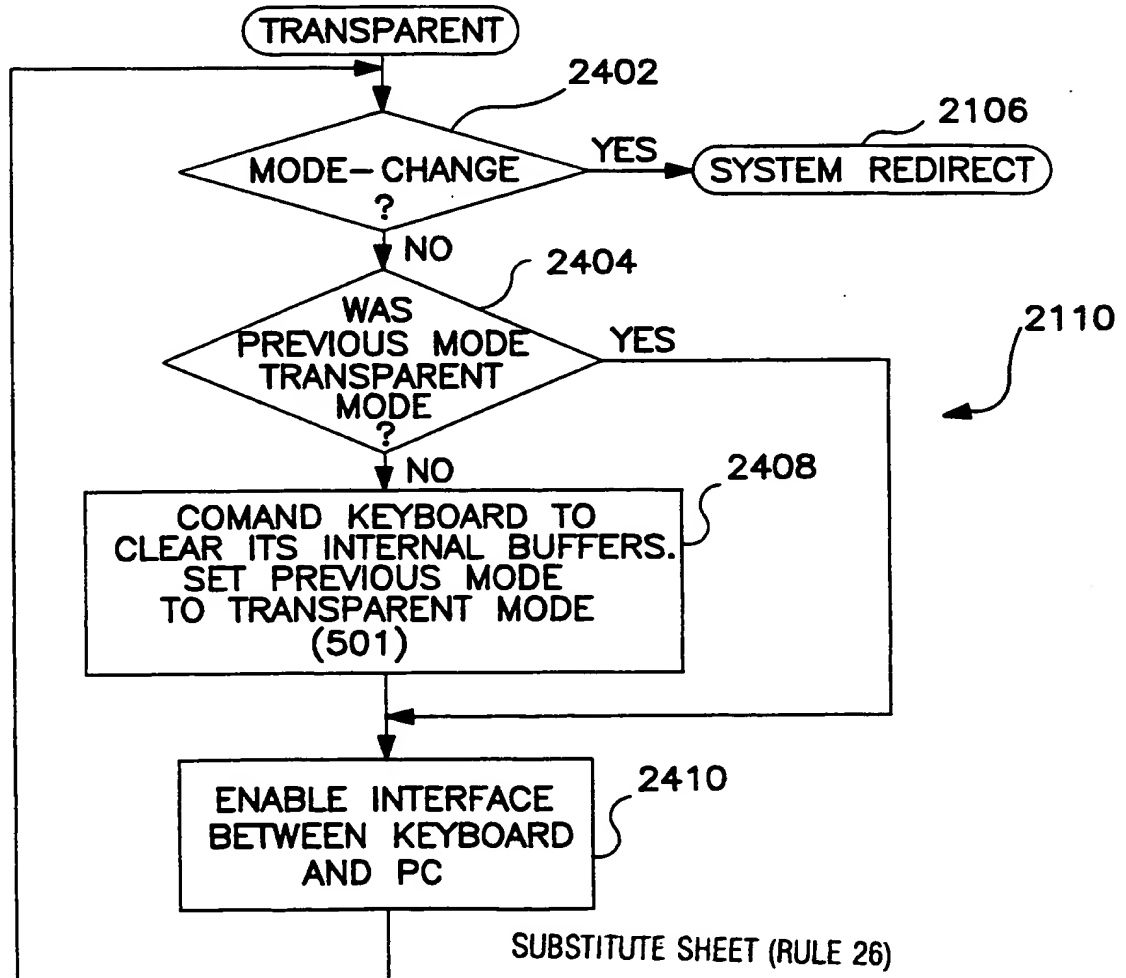 TRANSPARENT
2402
MODE-CHANGE
?
YES
2106
SYSTEM REDIRECT
NO
2404
WAS
PREVIOUS MODE
TRANSPARENT
MODE
?
YES
2110
NO
2408
COMAND KEYBOARD TO
CLEAR ITS INTERNAL BUFFERS.
SET PREVIOUS MODE
TO TRANSPARENT MODE
(501)
2410
ENABLE INTERFACE
BETWEEN KEYBOARD
AND PC
SUBSTITUTE SHEET (RULE 26)